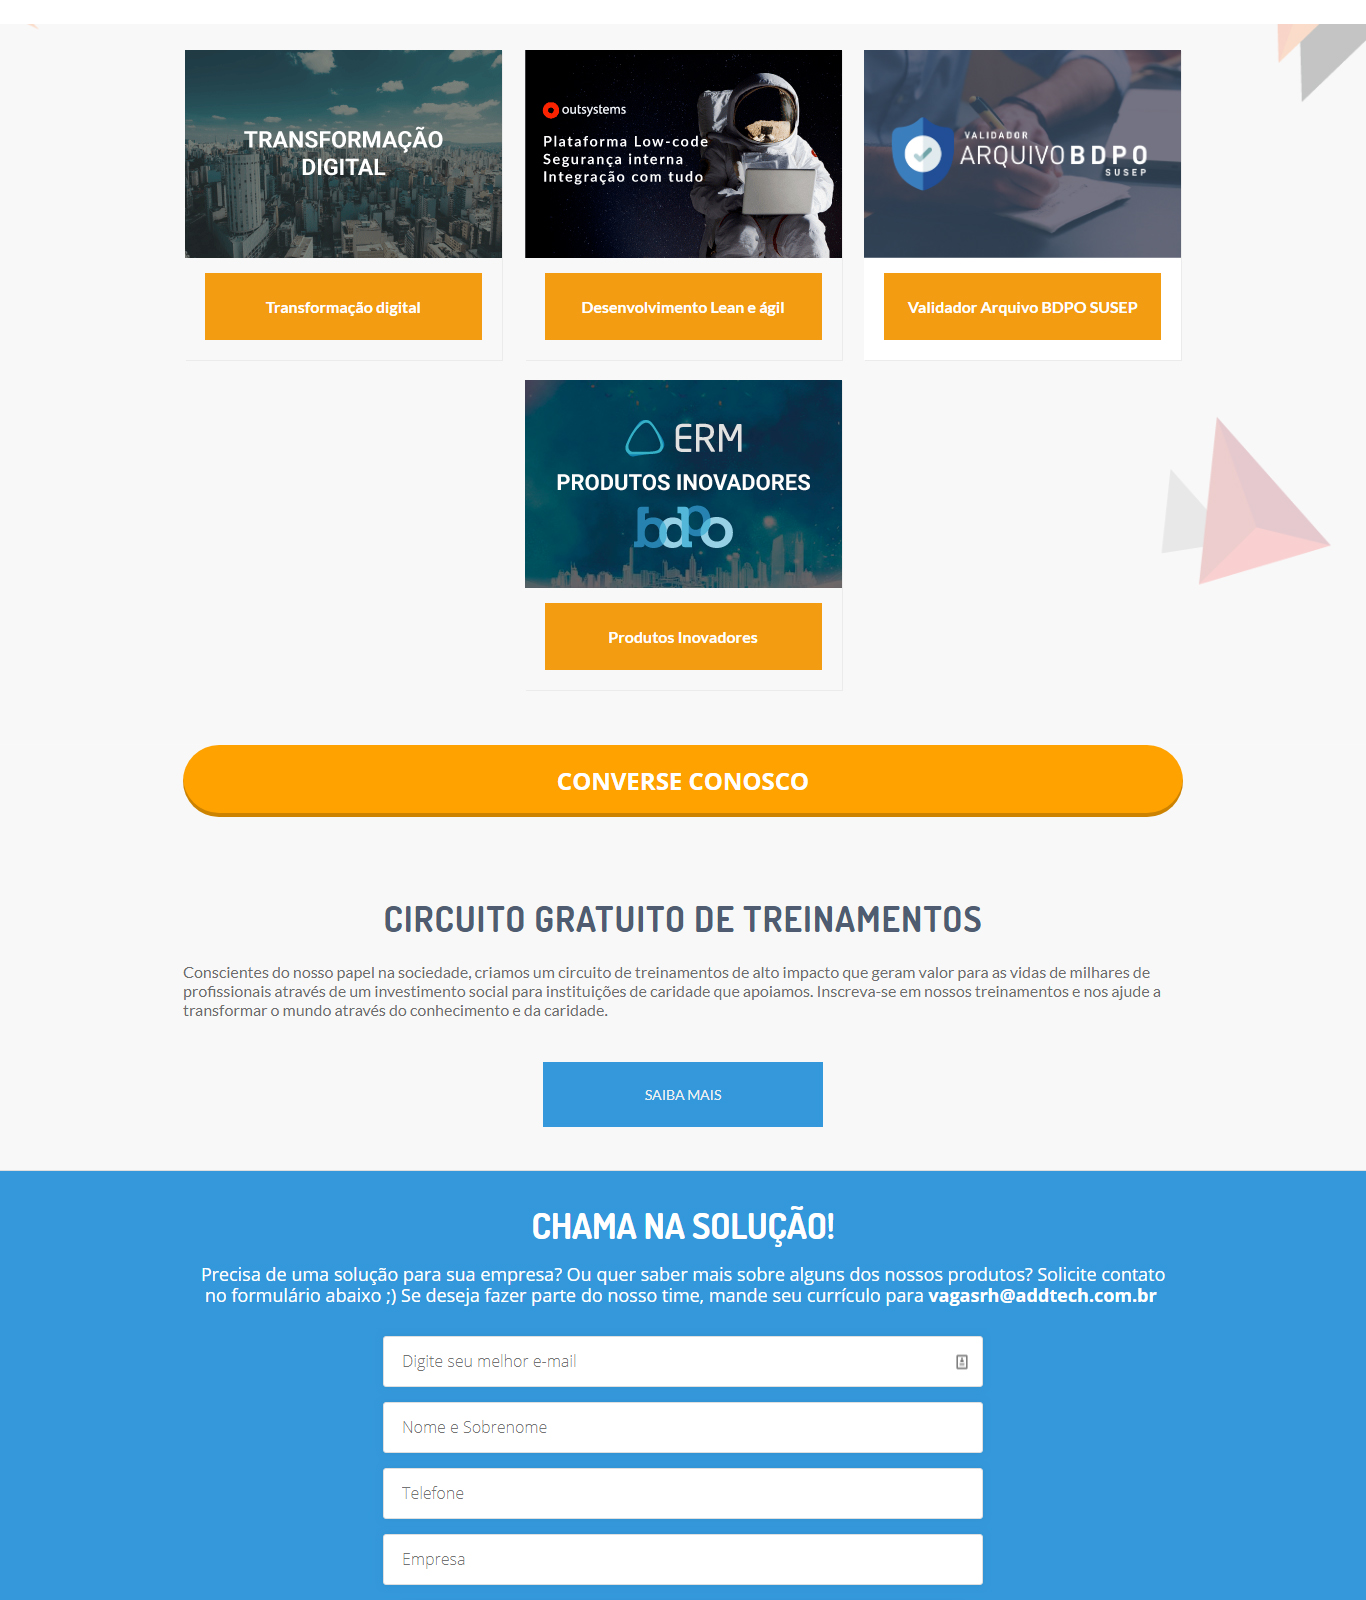 TRANSFORMAÇÃO
DIGITAL
outsystems
Plataforma Low-code
Segurança interna
Integração com tudo
VALIDADOR
ARQUIVO BDPO
SUSEP
Transformação digital
Desenvolvimento Lean e ágil
Validador Arquivo BDPO SUSEP
ERM
PRODUTOS INOVADORES
bdpo
Produtos Inovadores
CONVERSE CONOSCO
CIRCUITO GRATUITO DE TREINAMENTOS
Conscientes do nosso papel na sociedade, criamos um circuito de treinamentos de alto impacto que geram valor para as vidas de milhares de
profissionais através de um investimento social para instituições de caridade que apoiamos. Inscreva-se em nossos treinamentos e nos ajude a
transformar o mundo através do conhecimento e da caridade.
SAIBA MAIS
CHAMA NA SOLUÇÃO!
Precisa de uma solução para sua empresa? Ou quer saber mais sobre alguns dos nossos produtos? Solicite contato
no formulário abaixo ;) Se deseja fazer parte do nosso time, mande seu currículo para vagasrh@addtech.com.br
Digite seu melhor e-mail
Nome e Sobrenome
Telefone
Empresa